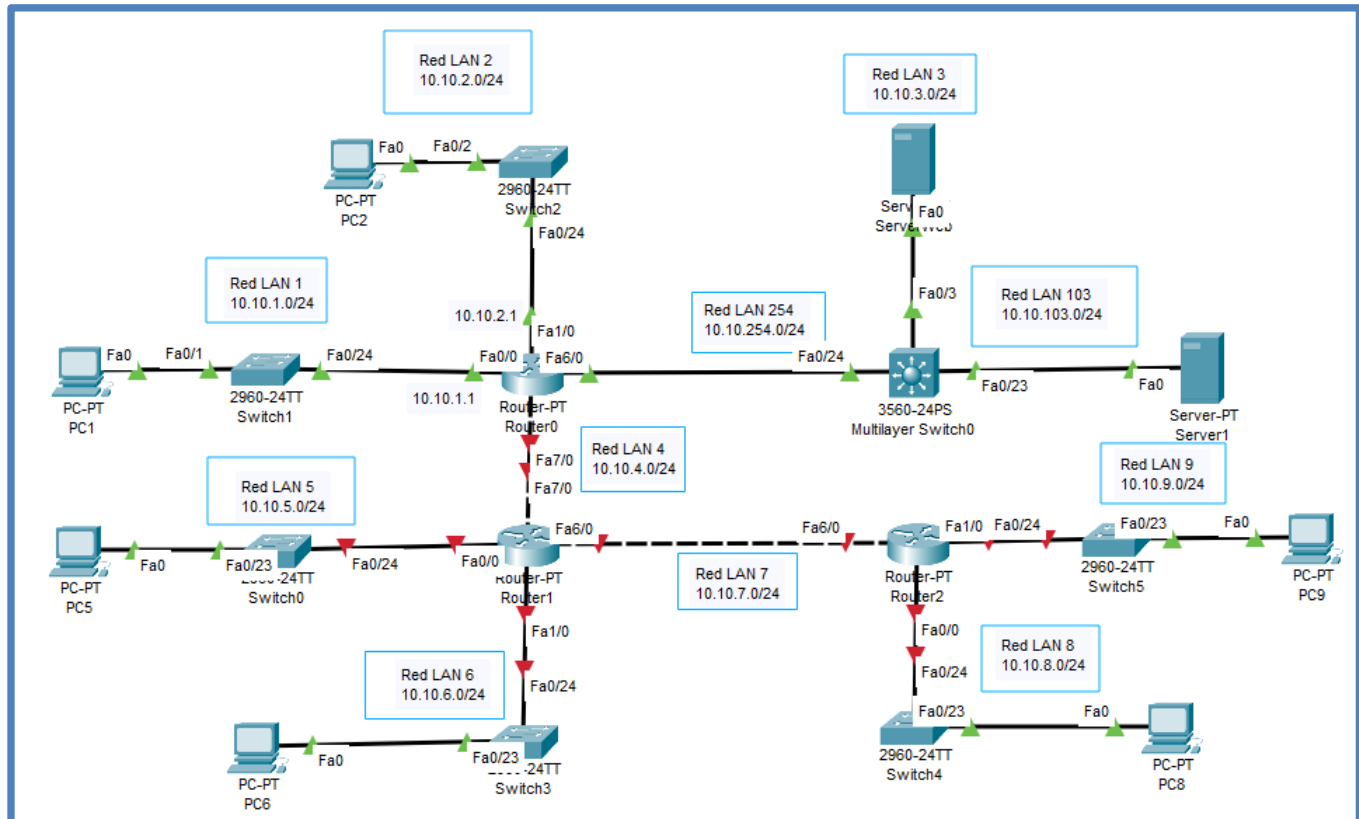 Red LAN 2
10.10.2.0/24
Red LAN 3
10.10.3.0/24
Fa0
Fa0/2
2960-24TT
Switch2
PC-PT
PC2
Fa0/24
Fa0
Red LAN 1
10.10.1.0/24
Fa0/3
Red LAN 103
10.10.103.0/24
Red LAN 254
10.10.254.0/24
10.10.2.1
Fa1/0
Fa0
Fa0/1
Fa0/24
Fa0/0
Fa6/0
Fa0/24
Fa0/23
Fa0
PC-PT
PC1
2960-24TT
Switch1
10.10.1.1
Router-PT
Router0
3560-24PS
Multilayer Switch0
Server-PT
Server1
Red LAN 4
10.10.4.0/24
Fa7/0
Fa7/0
Red LAN 9
10.10.9.0/24
Red LAN 5
10.10.5.0/24
Fa0
Fa0/23
Fa0/24
Fa0/0
Fa6/0
Fa6/0
Fa1/0
Fa0/24
Fa0/23
Fa0
PC-PT
PC5
Switch0
Router-PT
Router1
Red LAN 7
10.10.7.0/24
Router-PT
Router2
2960-24TT
Switch5
PC-PT
PC9
Fa1/0
Fa0/0
Red LAN 6
10.10.6.0/24
Fa0/24
Fa0/24
Red LAN 8
10.10.8.0/24
Fa0
Fa0/23
Fa0/23
Fa0
PC-PT
PC6
Switch3
2960-24TT
Switch4
PC-PT
PC8